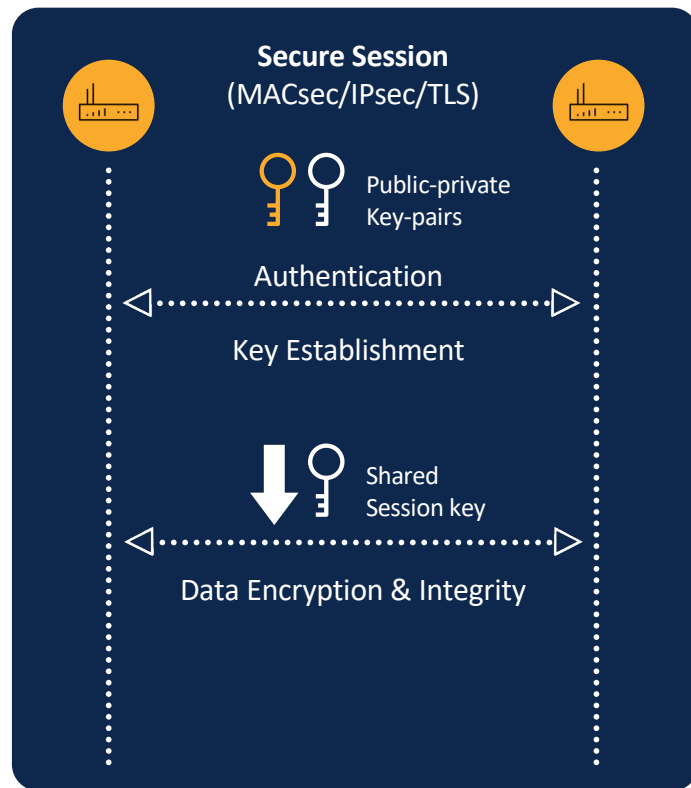 Secure Session
(MACsec/IPsec/TLS)
Public-private
Key-pairs
Authentication
Key Establishment
Shared
Session key
Data Encryption & Integrity